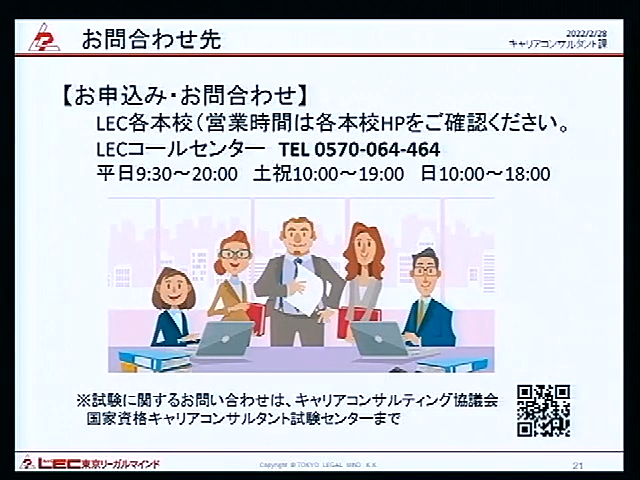 お問合わせ先
2022/2/28
キャリアコンサルタント課
【お申込み・お問合わせ】
LEC各本校（営業時間は各本校HPをご確認ください。
LECコールセンター　TEL 0570-064-464
平日9:30～20:00　土祝10:00～19:00　日10:00～18:00
※試験に関するお問い合わせは、キャリアコンサルティング協議会
国家資格キャリアコンサルタント試験センターまで
LEC東京リーガルマインド
Copyright © TOKYO LEGAL MIND K.K.
21